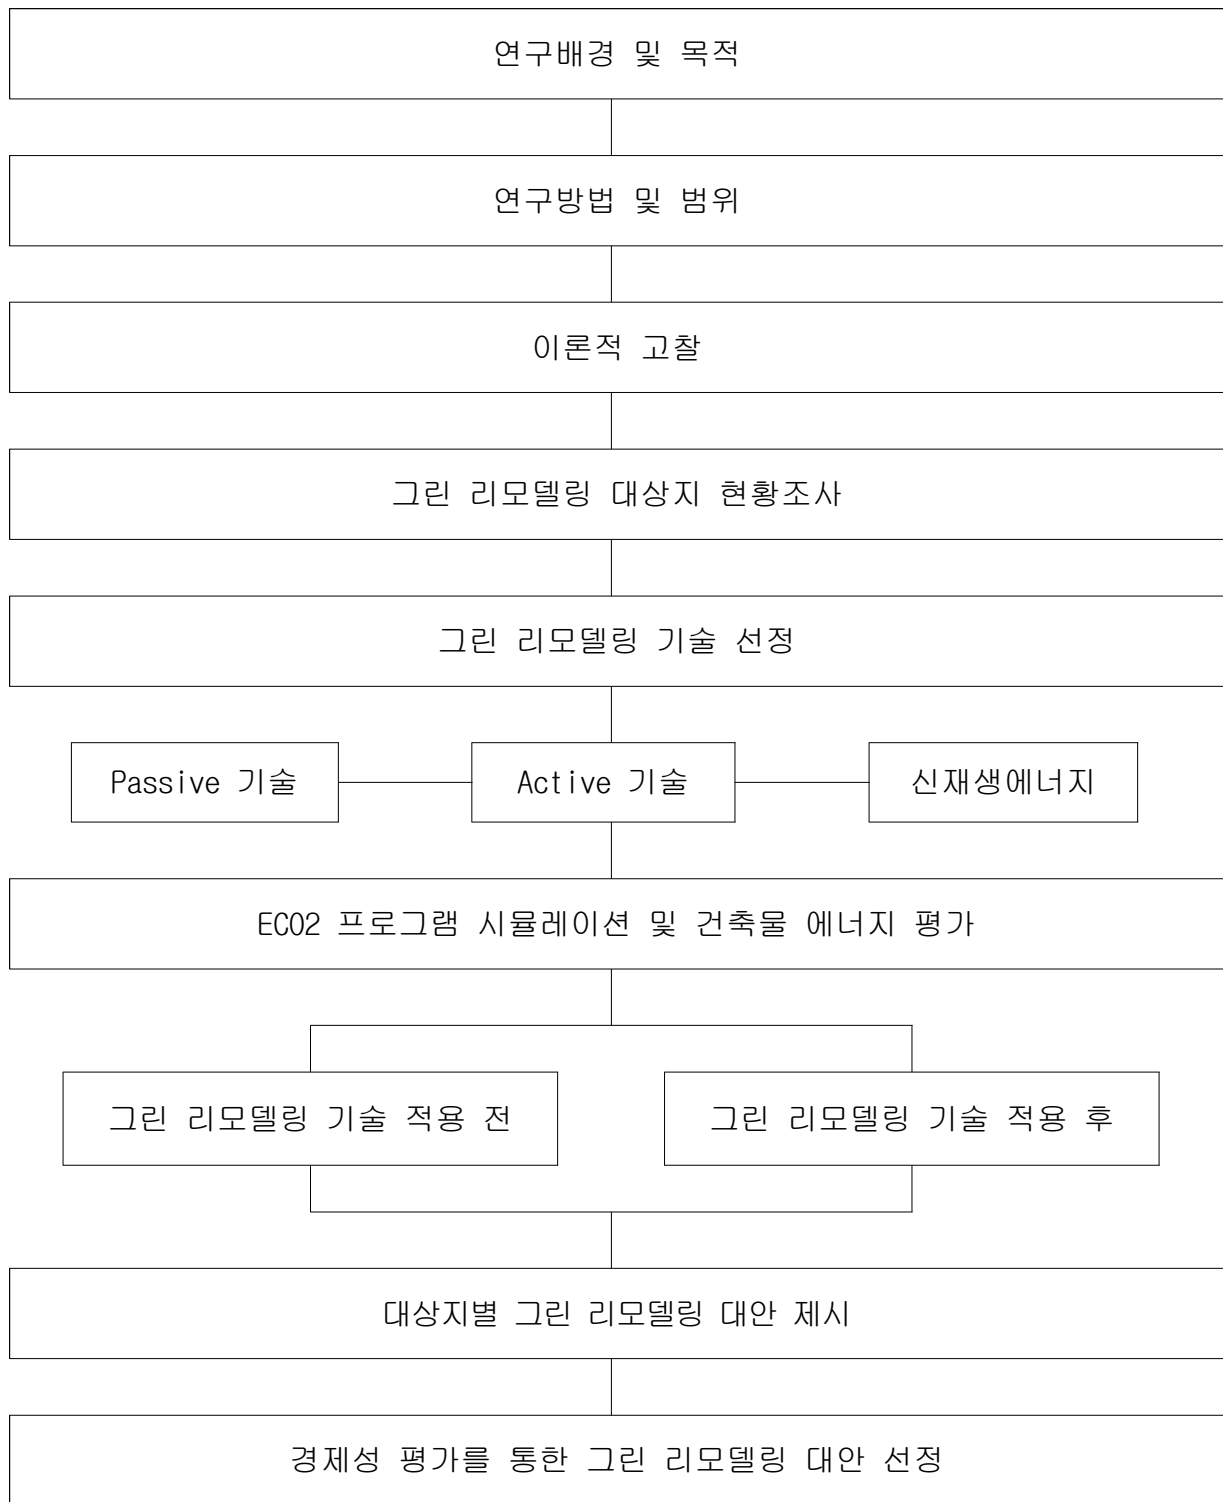 연구배경 및 목적
연구방법 및 범위
이론적 고찰
그린 리모델링 대상지 현황조사
그린 리모델링 기술 선정
Passive 기술
Active 기술
신재생에너지
ECO2 프로그램 시뮬레이션 및 건축물 에너지 평가
그린 리모델링 기술 적용 전
그린 리모델링 기술 적용 후
대상지별 그린 리모델링 대안 제시
경제성 평가를 통한 그린 리모델링 대안 선정